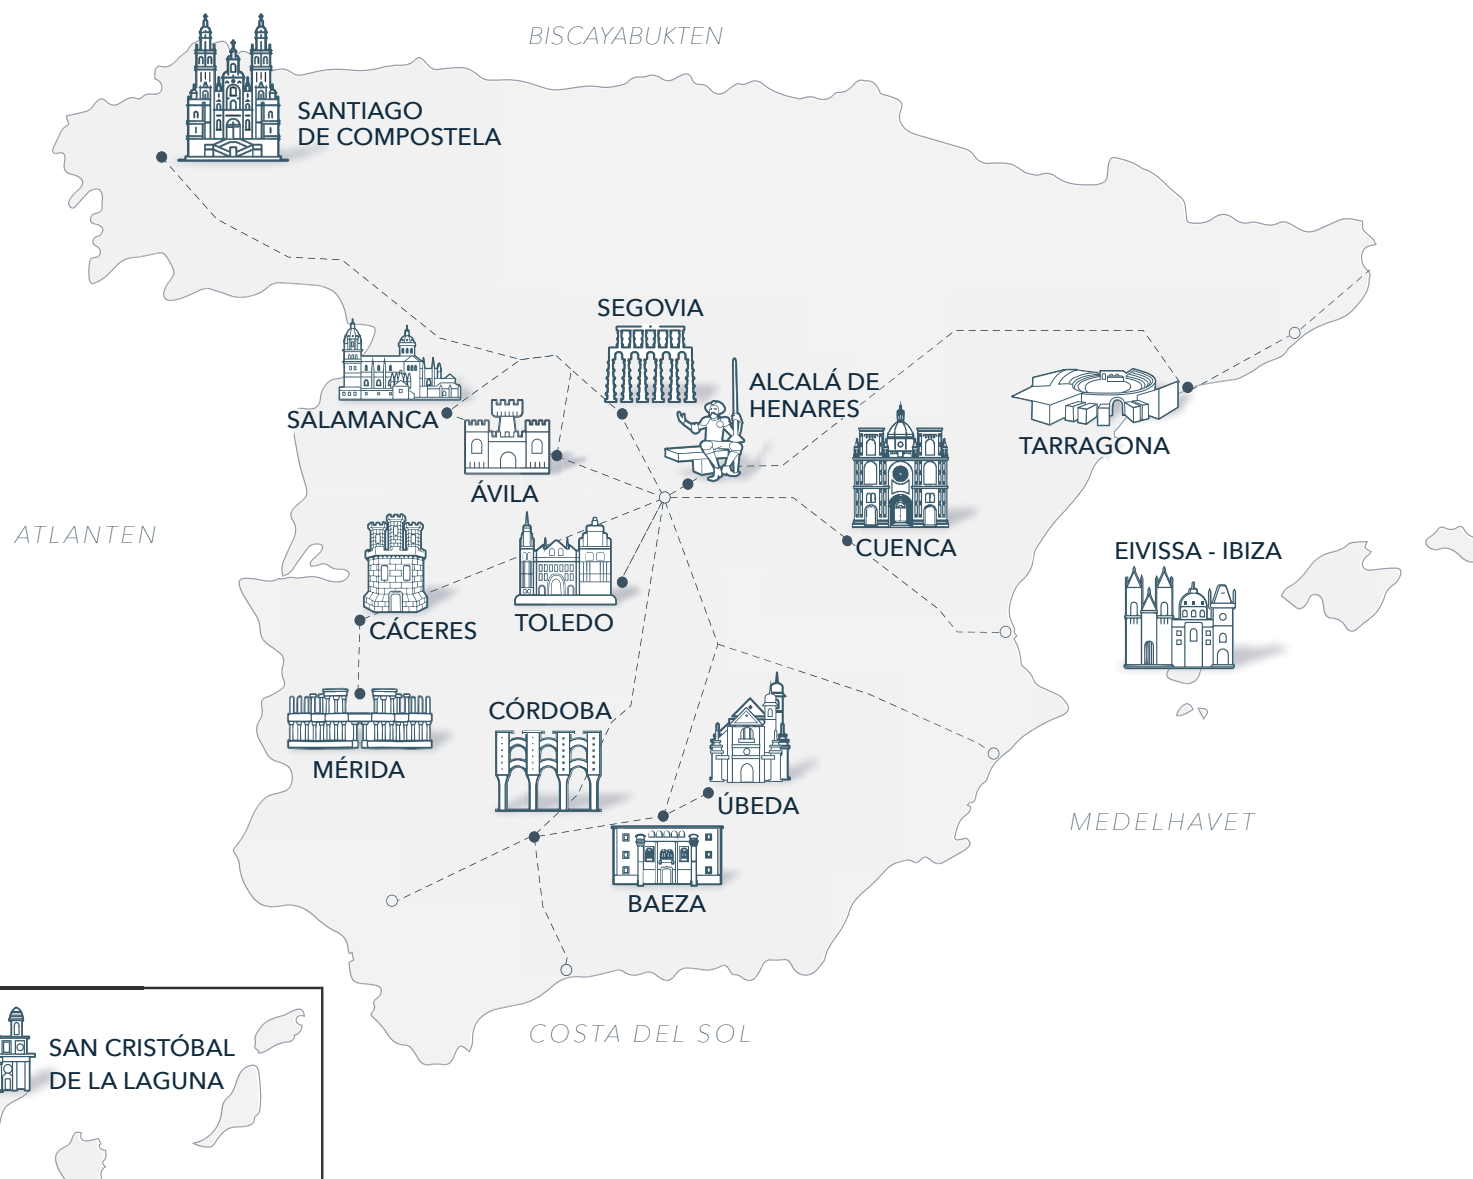 BISCAYABUKTEN
SANTIAGO
DE COMPOSTELA
SEGOVIA
ALCALÁ DE
HENARES
SALAMANCA
TARRAGONA
ÁVILA
ATLANTEN
CUENCA
EIVISSA - IBIZA
CÁCERES
TOLEDO
CÓRDOBA
MÉRIDA
ÚBEDA
MEDELHAVET
BAEZA
COSTA DEL SOL
SAN CRISTÓBAL
DE LA LAGUNA